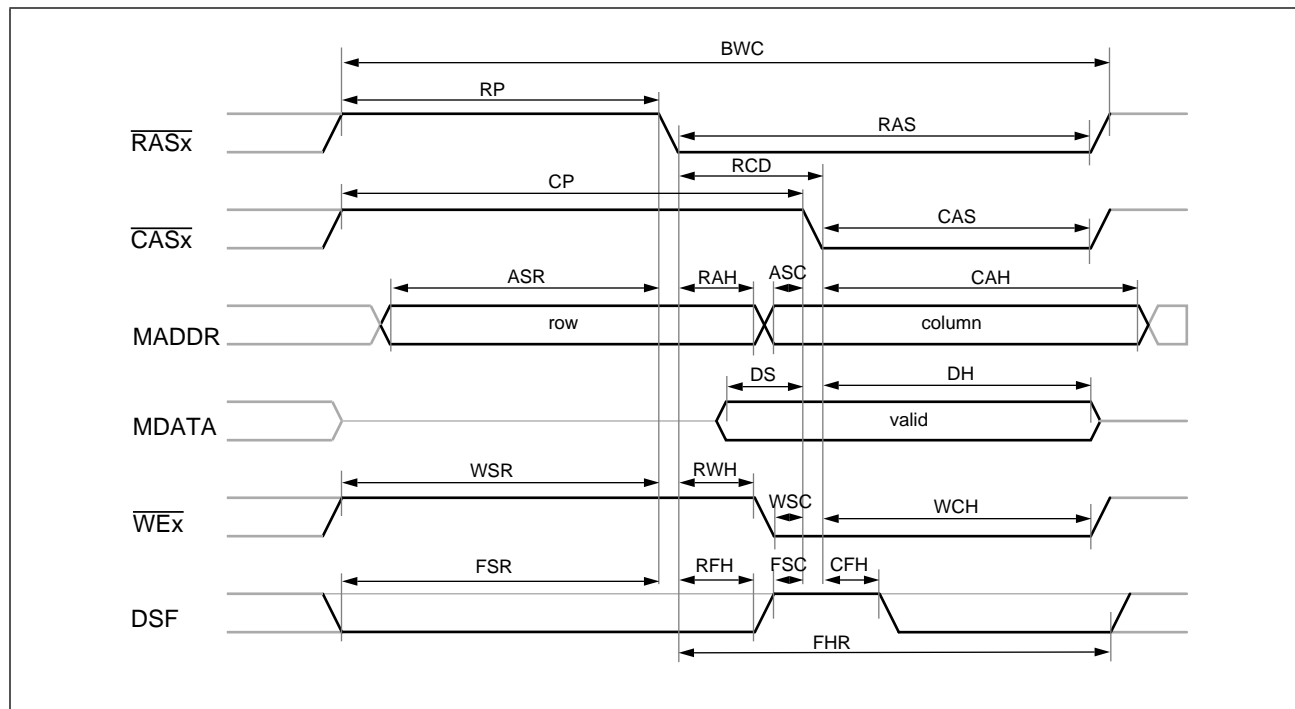 BWC
RP
RASx
RAS
RCD
CP
CASx
CAS
ASR
RAH
ASC
CAH
MADDR
row
column
DS
DH
MDATA
valid
WSR
RWH
WEx
WSC
WCH
FSR
RFH
FSC
CFH
DSF
FHR